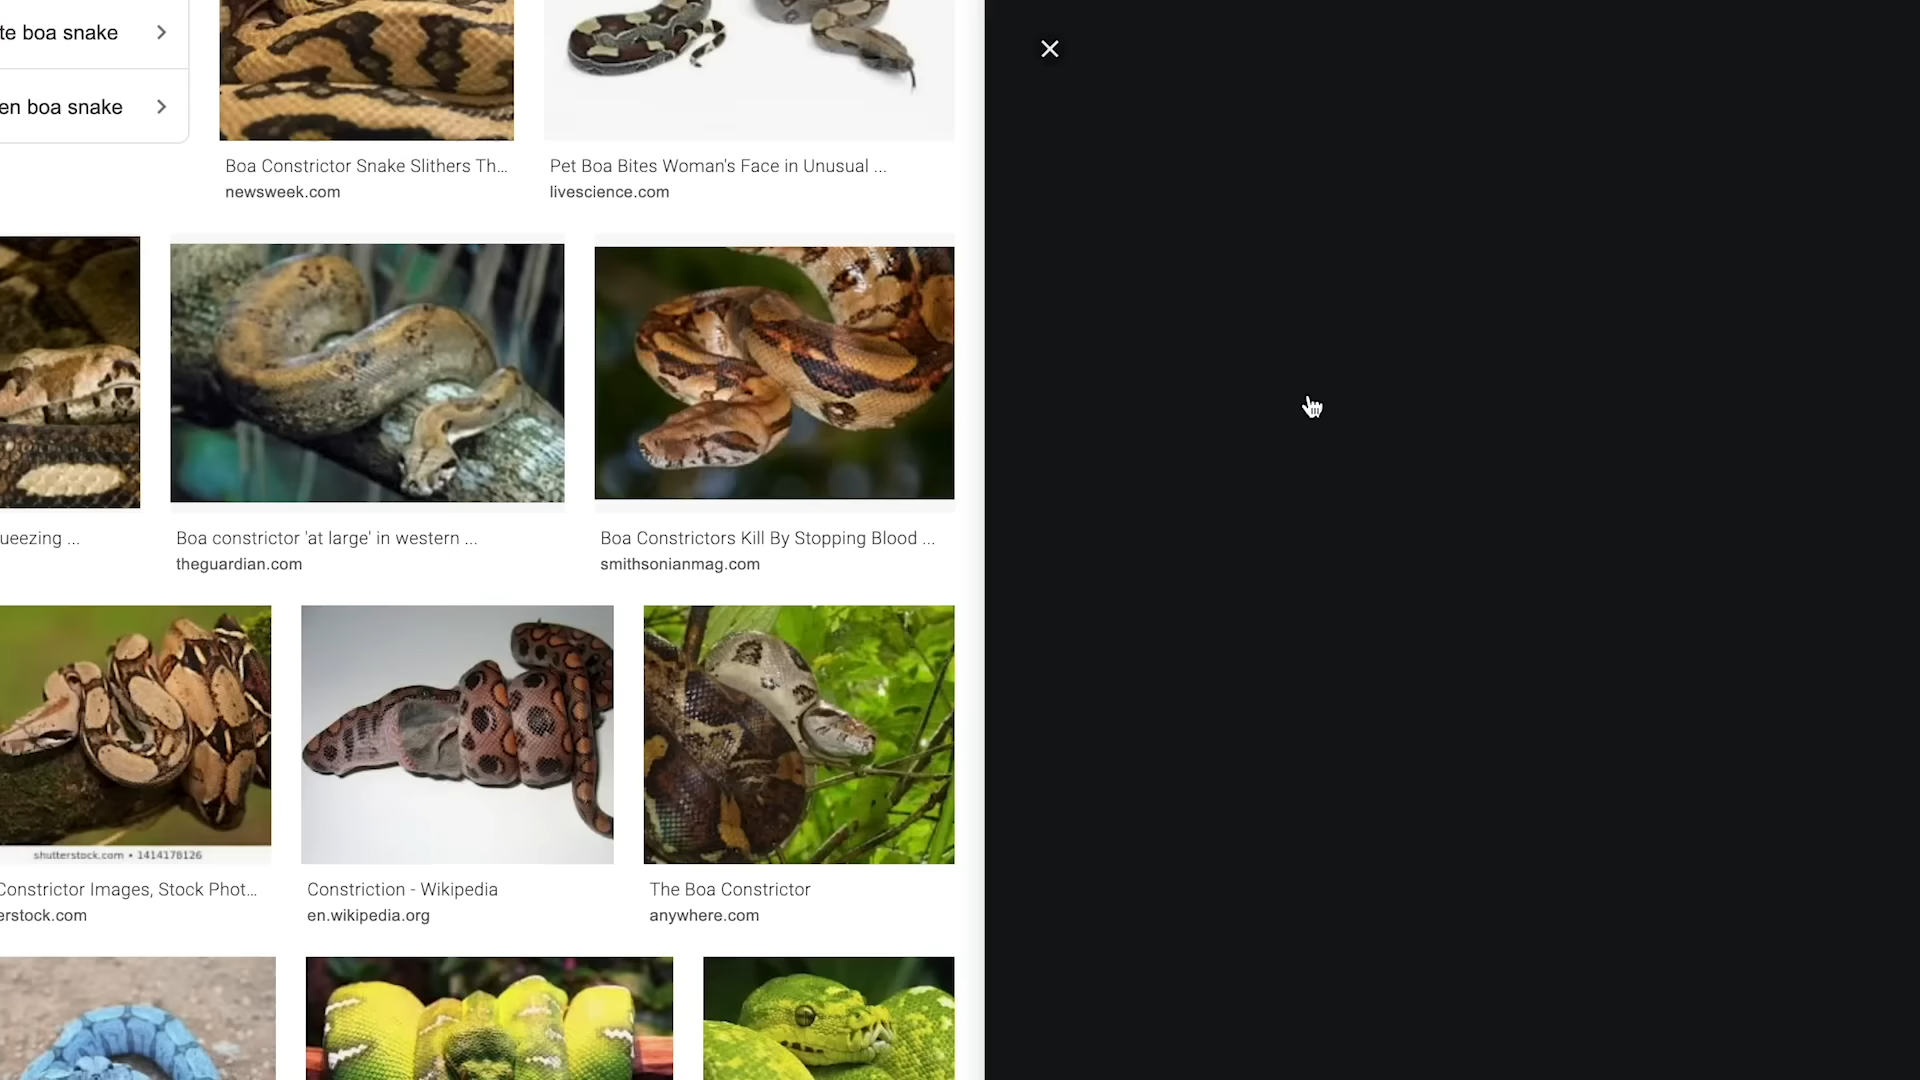 te boa snake
en boa snake
Boa Constrictor Snake Slithers Th...
newsweek.com
Pet Boa Bites Woman's Face in Unusual ...
livescience.com
ueezing ...
Boa constrictor 'at large' in western ...
theguardian.com
Boa Constrictors Kill By Stopping Blood ...
smithsonianmag.com
shutterstock.com • 1414178126
Constrictor Images, Stock Phot...
erstock.com
Constriction - Wikipedia
en.wikipedia.org
The Boa Constrictor
anywhere.com